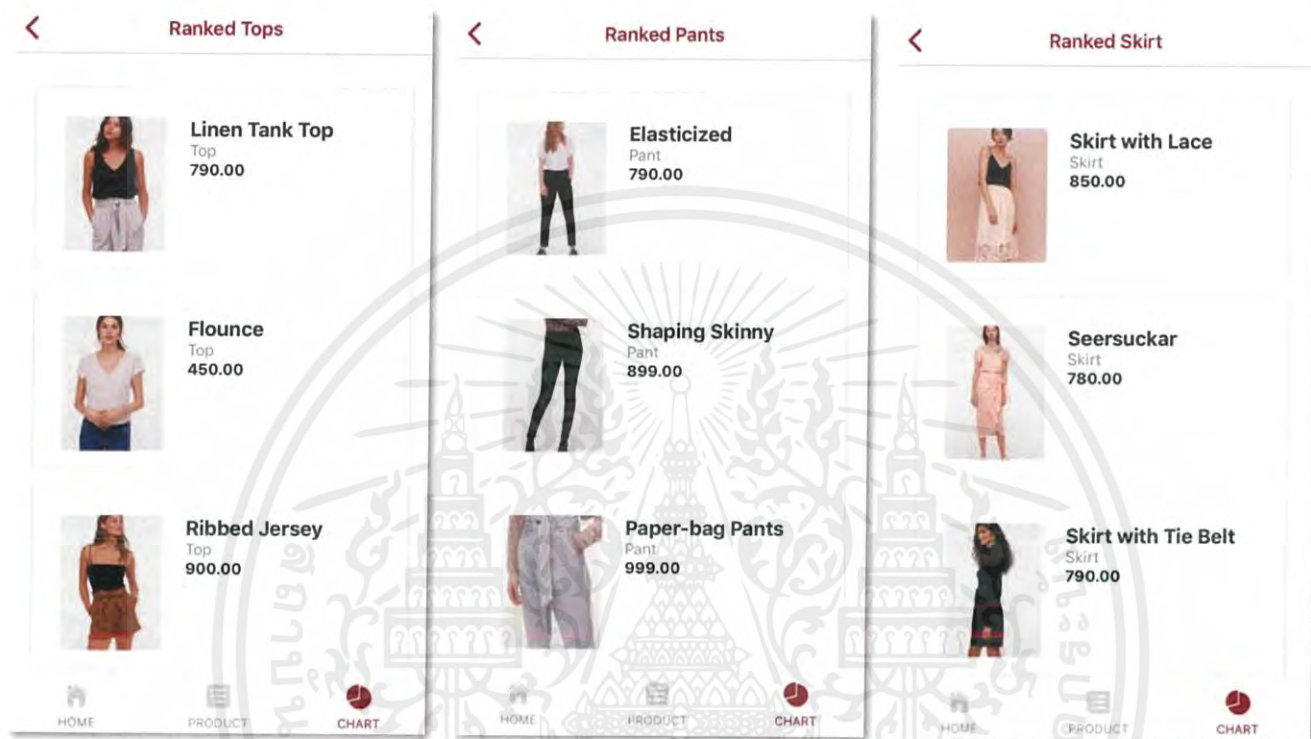 Ranked Tops
Linen Tank Top
Top
790.00
Flounce
Top
450.00
Ribbed Jersey
Top
900.00
HOME
PRODUCT
CHART
Ranked Pants
Elasticized
Pant
790.00
Shaping Skinny
Pant
899.00
Paper-bag Pants
Pant
999.00
HOME
PRODUCT
CHART
Ranked Skirt
Skirt with Lace
Skirt
850.00
Seersuckar
Skirt
780.00
Skirt with Tie Belt
Skirt
790.00
HOME
PRODUCT
CHART